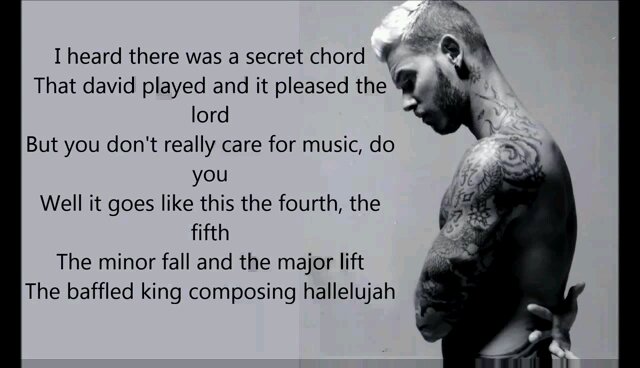 I heard there was a secret chord
That david played and it pleased the
lord
But you don't really care for music, do
you
Well it goes like this the fourth, the
fifth
The minor fall and the major lift
The baffled king composing hallelujah